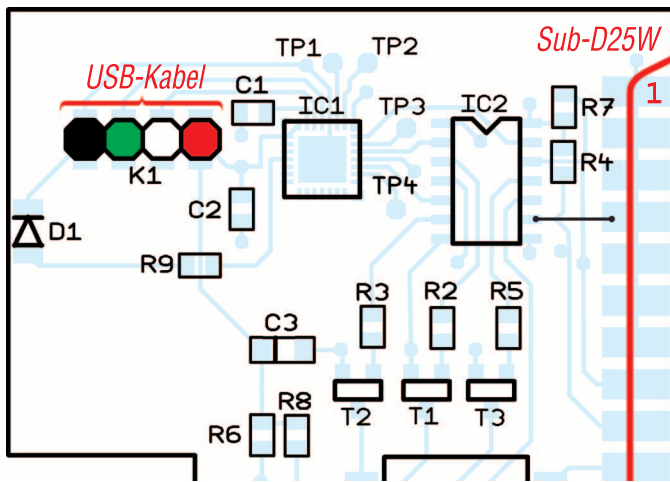 Sub-D25W
TP1
TP2
USB-Kabel
C1
IC1
TP3
IC2
R7
1
K1
R4
TP4
C2
D1
R9
R3
R2
R5
C3
T2
T1
T3
R8
R6